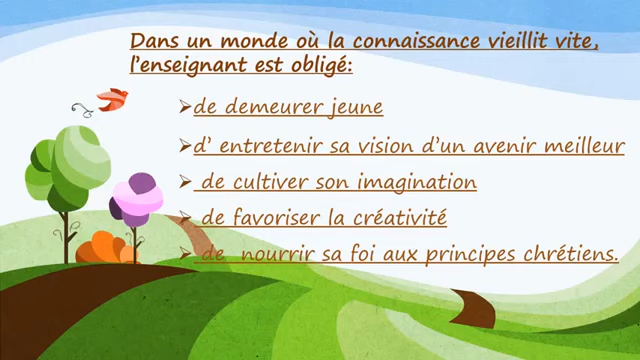 Dans un monde où la connaissance vieillit vite,
l'enseignant est obligé:
➢de demeurer jeune
➢d' entretenir sa vision d'un avenir meilleur
➢ de cultiver son imagination
➢ de favoriser la créativité
➢ de nourrir sa foi aux principes chrétiens.